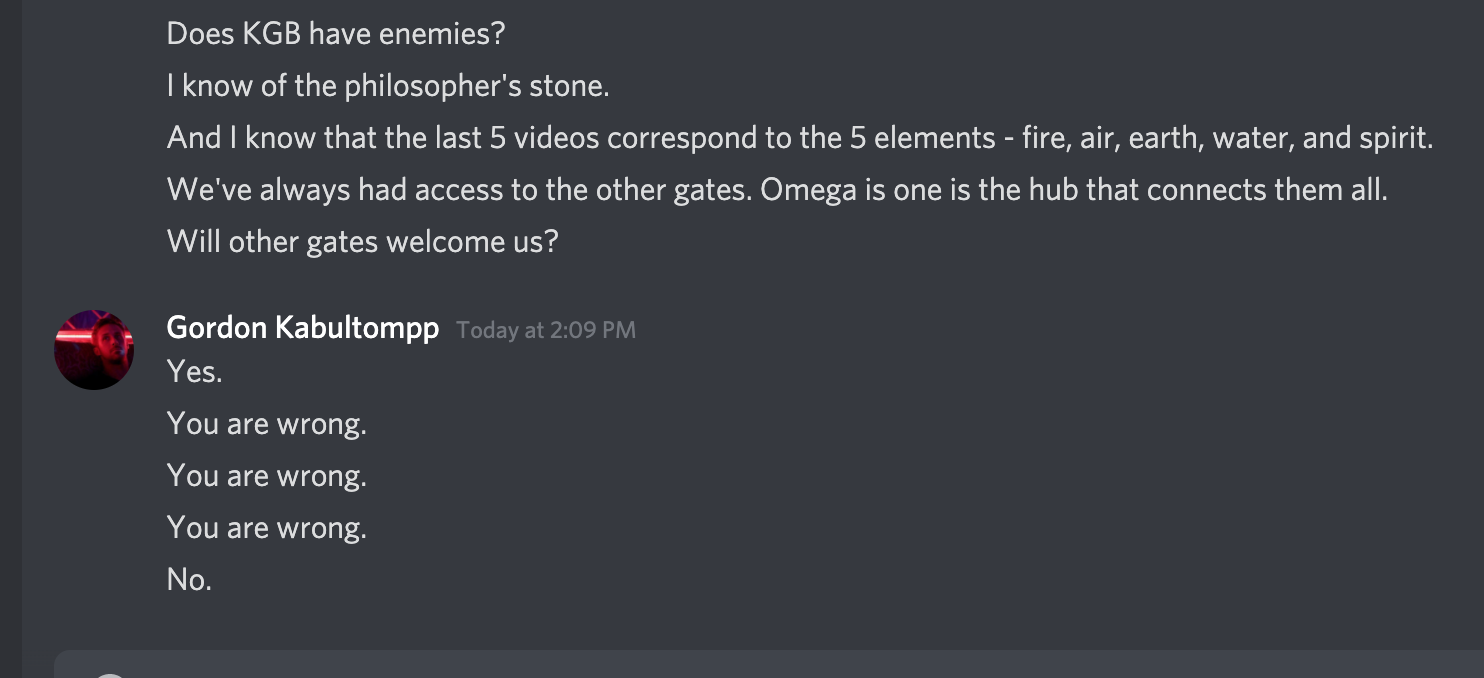 Does KGB have enemies?
I know of the philosopher's stone.
And I know that the last 5 videos correspond to the 5 elements - fire, air, earth, water, and spirit.
We've always had access to the other gates. Omega is one is the hub that connects them all.
Will other gates welcome us?
Gordon Kabultompp Today at 2:09 PM
Yes.
You are wrong.
You are wrong.
You are wrong.
No.